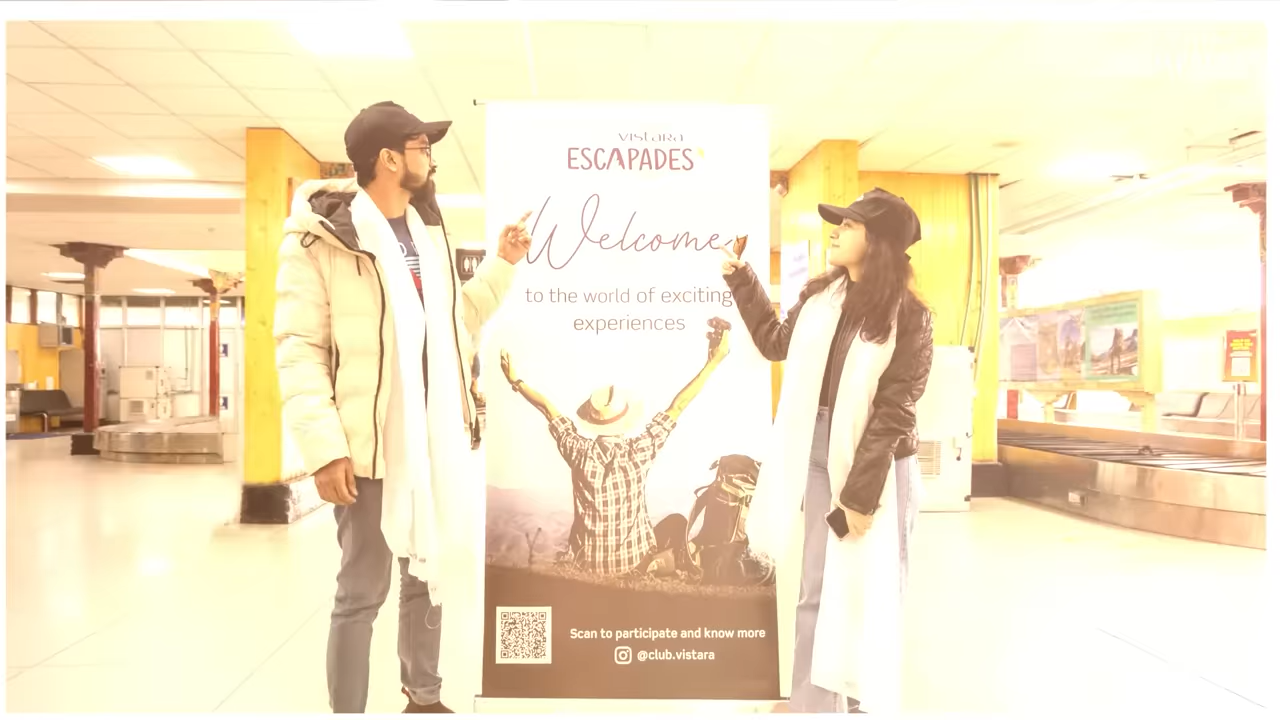 vistara
ESCAPADES
Welcome
to the world of exciting
experiences
Scan to participate and know more
@club.vistara